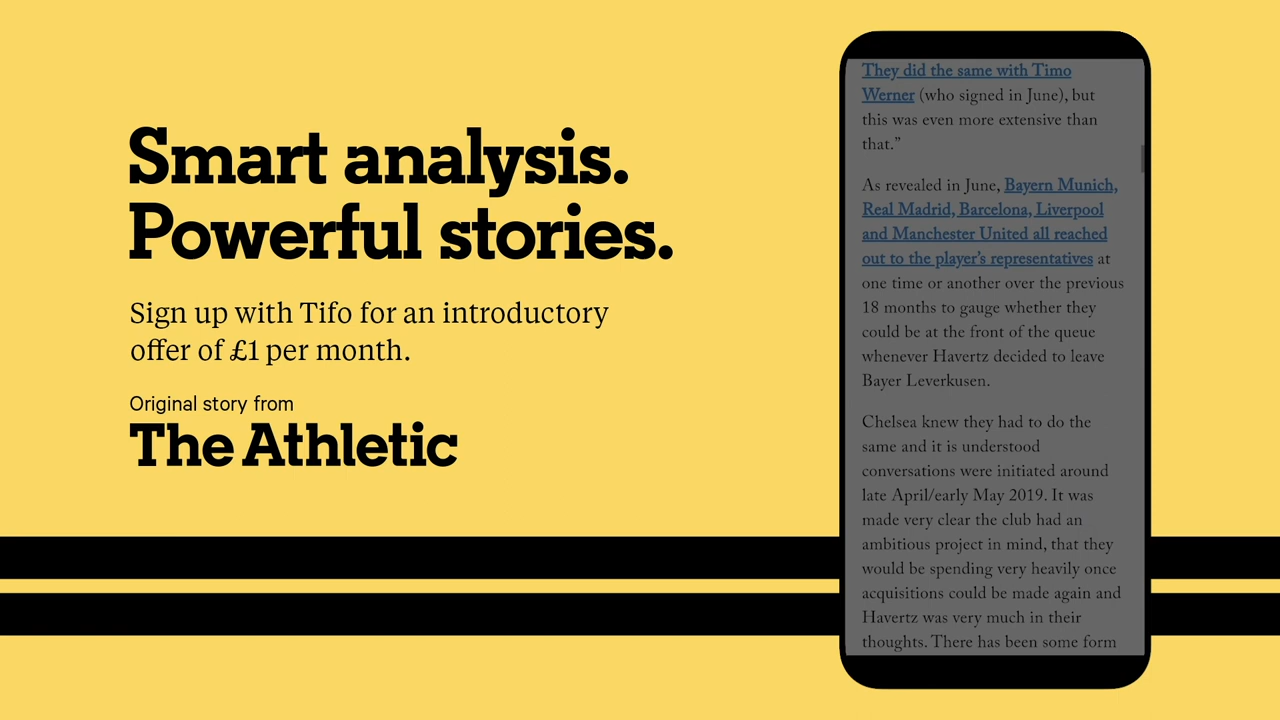 Smart analysis.
Powerful stories.
Sign up with Tifo for an introductory
offer of £1 per month.
Original story from
The Athletic
They did the same with Timo
Werner (who signed in June), but
this was even more extensive than
that.”
As revealed in June, Bayern Munich,
Real Madrid, Barcelona, Liverpool
and Manchester United all reached
out to the player’s representatives at
one time or another over the previous
18 months to gauge whether they
could be at the front of the queue
whenever Havertz decided to leave
Bayer Leverkusen.
Chelsea knew they had to do the
same and it is understood
conversations were initiated around
late April/early May 2019. It was
made very clear the club had an
ambitious project in mind, that they
would be spending very heavily once
acquisitions could be made again and
Havertz was very much in their
thoughts. There has been some form